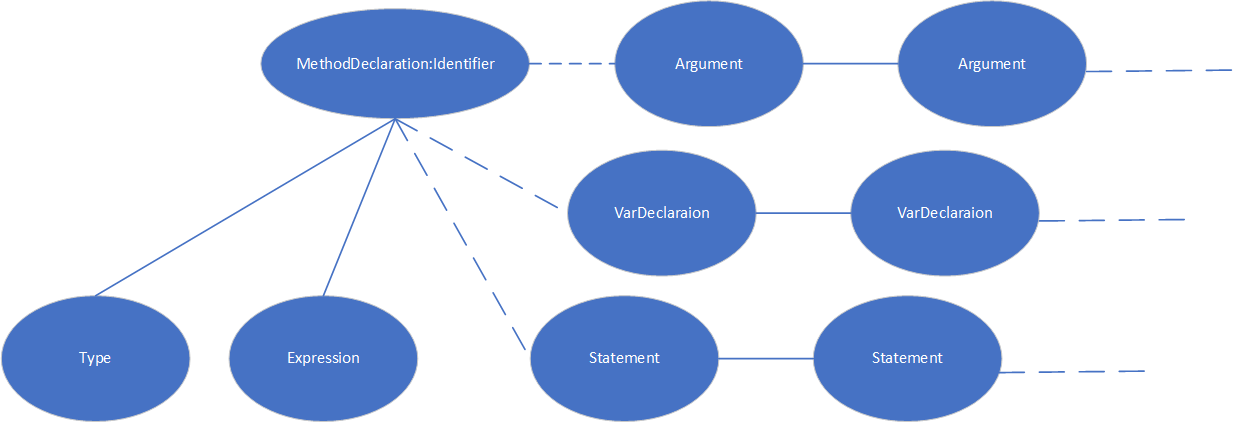 MethodDeclaration:Identifier
Argument
Argument
VarDeclaraion
VarDeclaraion
Type
Expression
Statement
Statement